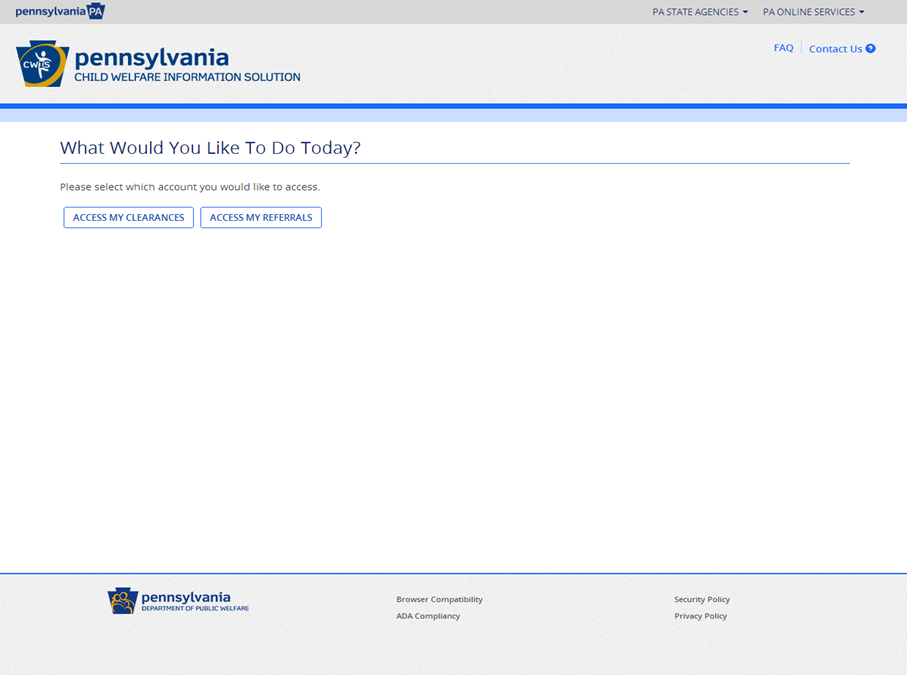 pennsylvania PA
PA STATE AGENCIES PA ONLINE SERVICES
FAQ Contact Us ?
CWIS
pennsylvania
CHILD WELFARE INFORMATION SOLUTION
What Would You Like To Do Today?
Please select which account you would like to access.
ACCESS MY CLEARANCES ACCESS MY REFERRALS
pennsylvania
DEPARTMENT OF PUBLIC WELFARE
Browser Compatibility
ADA Compliancy
Security Policy
Privacy Policy